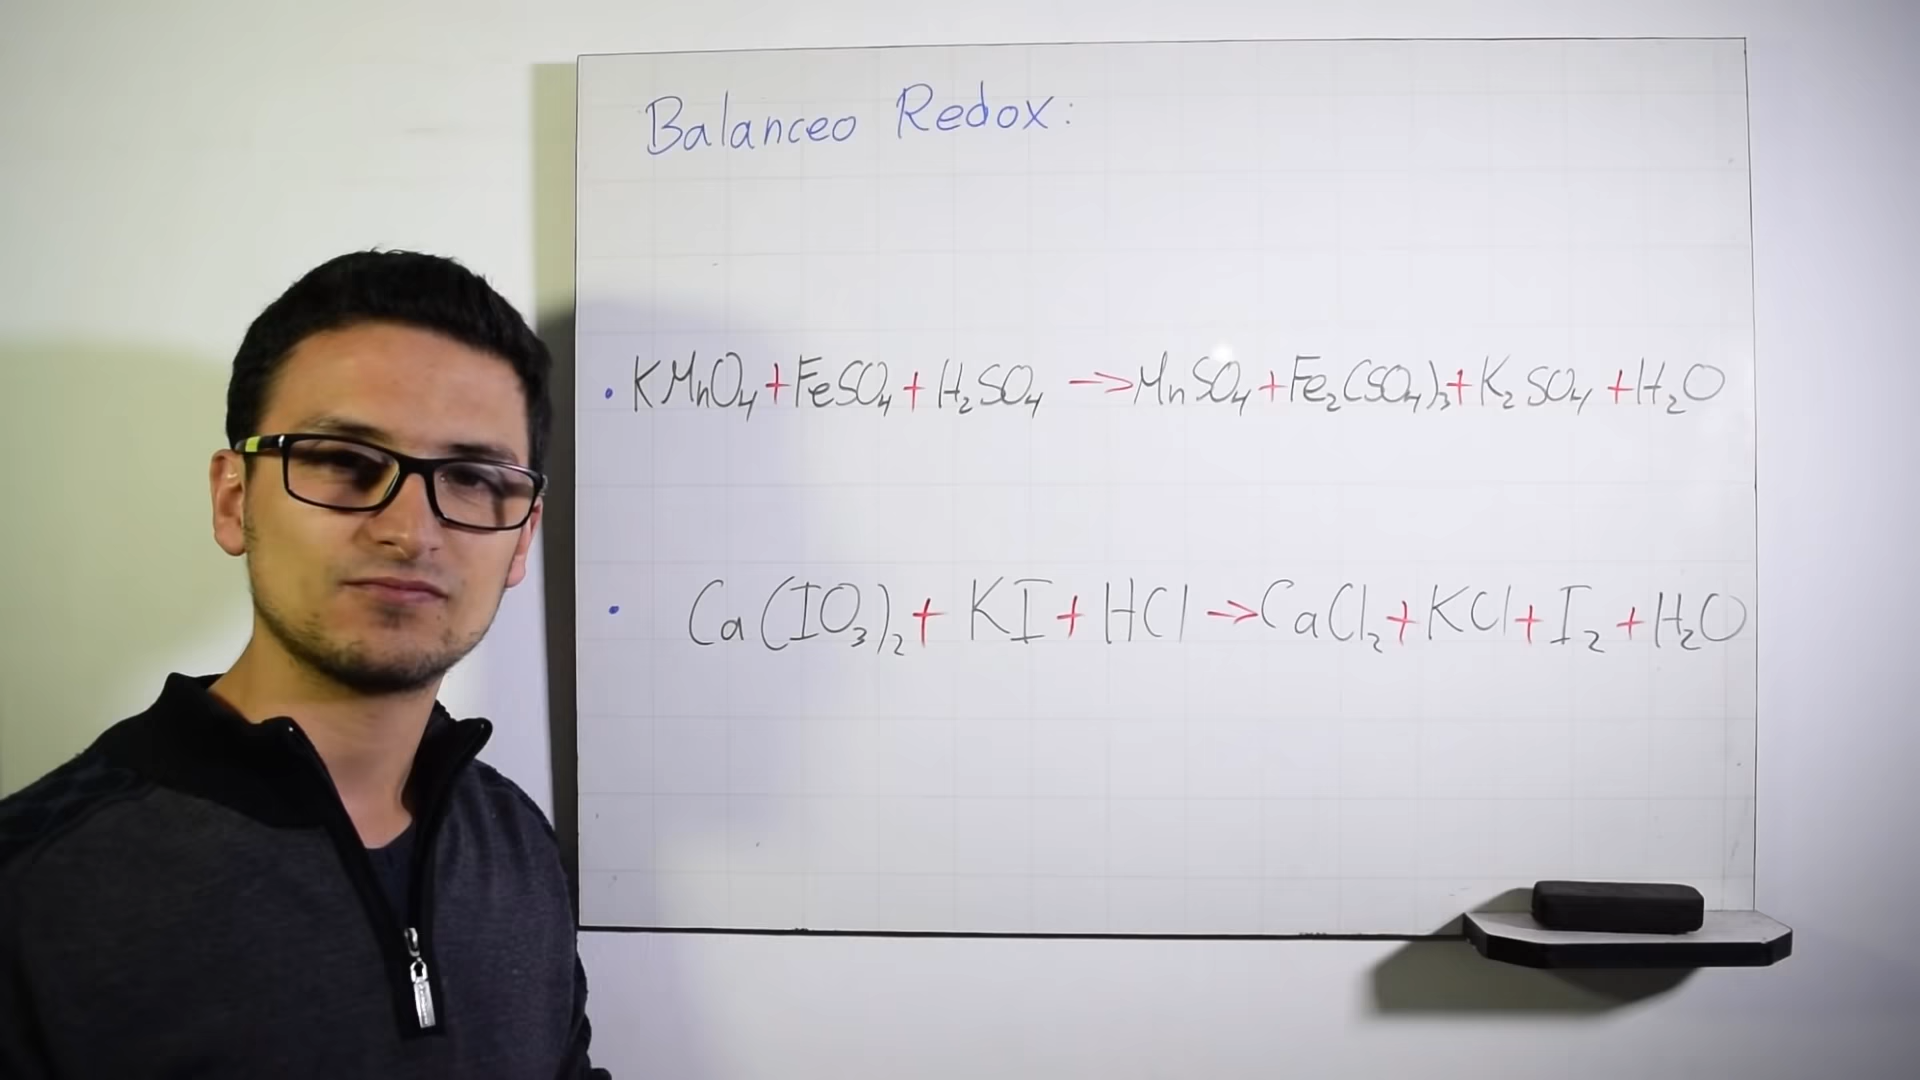 Balanceo Redox:
• KMnO₄ + FeSO₄ + H₂SO₄ → MnSO₄ + Fe₂(SO₄)₃ + K₂SO₄ + H₂O
• Ca(IO₃)₂ + KI + HCl → CaCl₂ + KCl + I₂ + H₂O